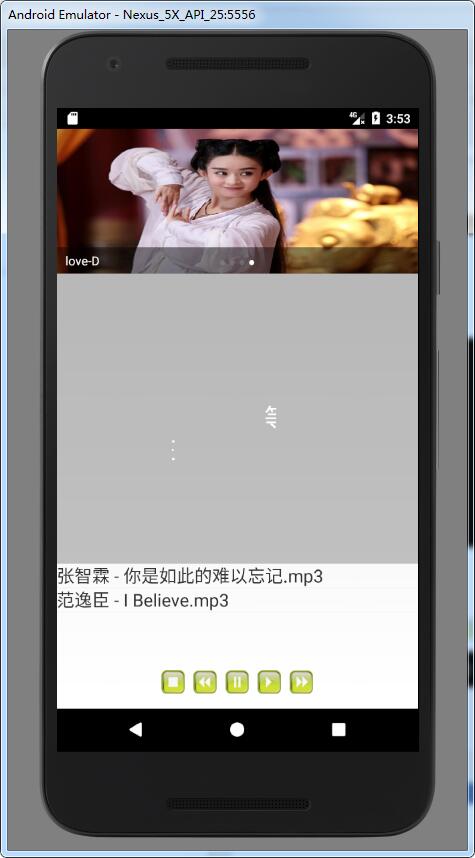 Android Emulator - Nexus_5X_API_25:5556
4G
3:53
love-D
...
张智霖 - 你是如此的难以忘记.mp3
范逸臣 - I Believe.mp3